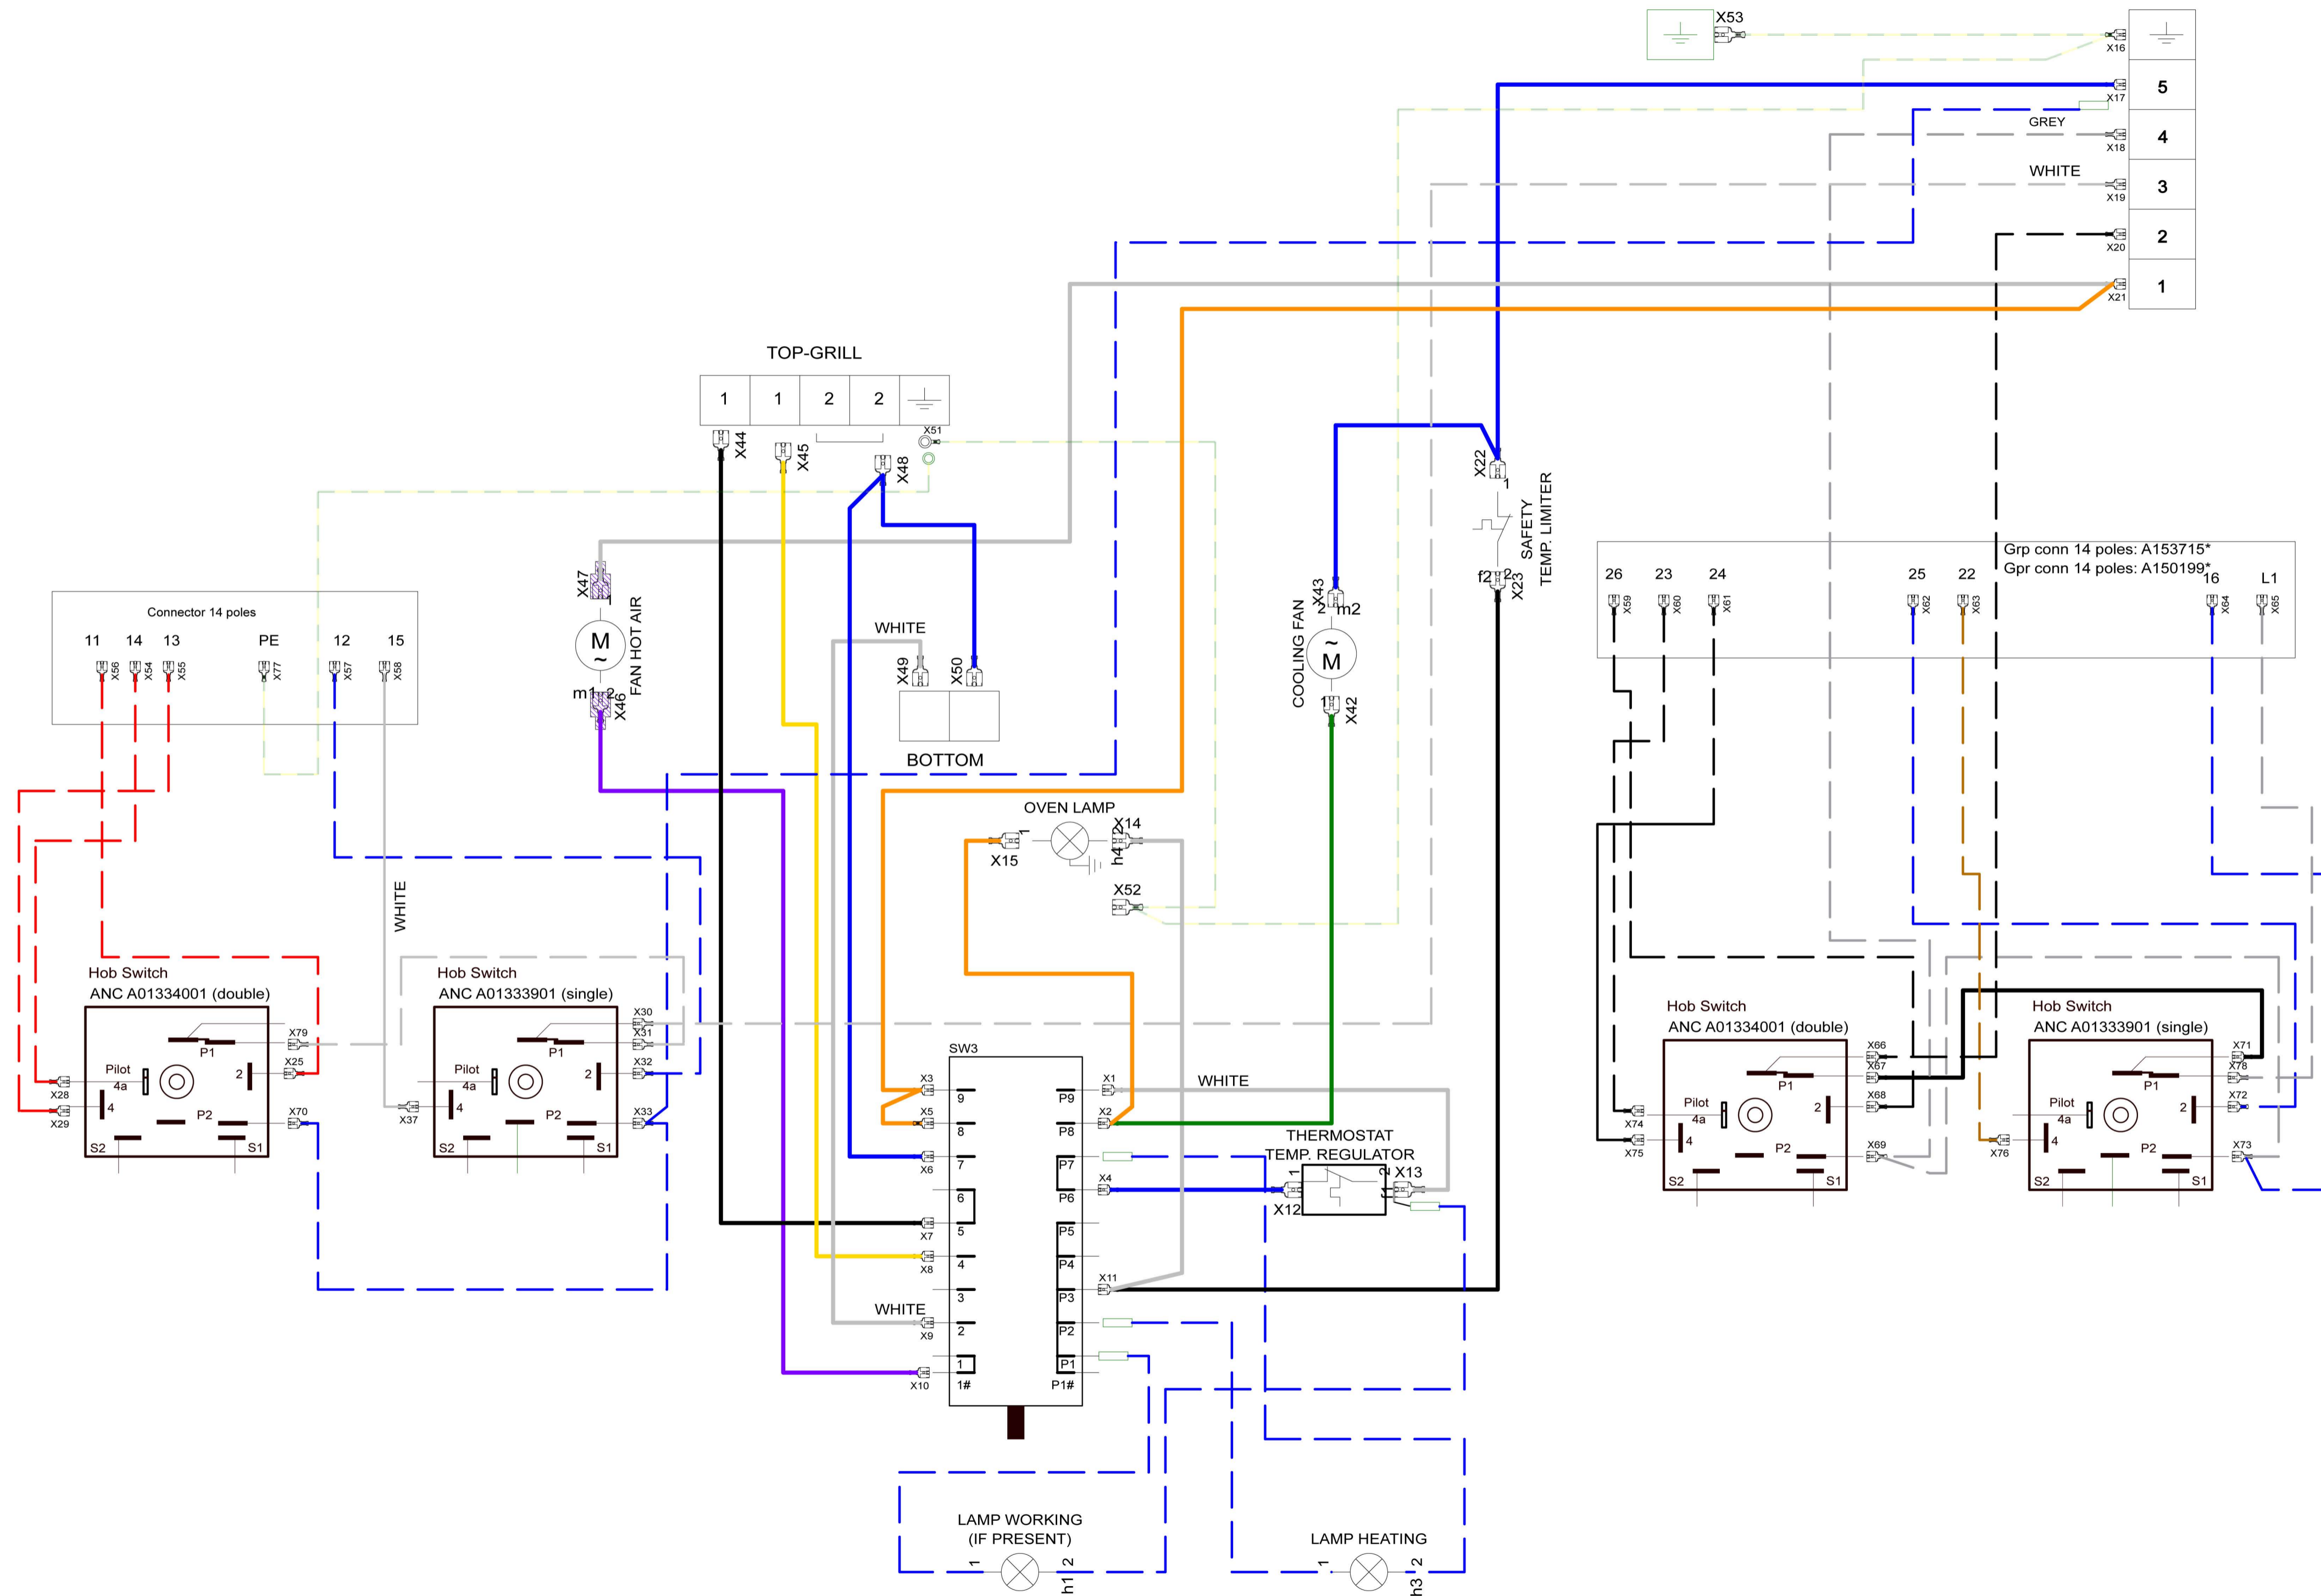 X53
X16
5
X17
GREY
4
X18
WHITE
3
X19
2
X20
1
X21
TOP-GRILL
1 1 2 2
X44
X45
X48
X51
X22
1
SAFETY
TEMP. LIMITER
f2 2
X23
X47
1
M
~
FAN HOT AIR
m1 2
X46
WHITE
X49
X50
BOTTOM
X43
2 m2
COOLING FAN
~
M
1
X42
Connector 14 poles
11 14 13 PE 12 15
X56
X54
X55
X77
X57
X58
WHITE
Grp conn 14 poles: A153715*
Gpr conn 14 poles: A150199*
26 23 24 25 22 16 L1
X59
X60
X61
X62
X63
X64
X65
OVEN LAMP
X15
1
2
X14
h4
X52
Hob Switch
ANC A01334001 (double)
P1
Pilot
4a
2
4
P2
S2
S1
X79
X25
X28
X29
X70
Hob Switch
ANC A01333901 (single)
P1
Pilot
4a
2
4
P2
S2
S1
X30
X31
X32
X33
X37
SW3
X3
9
X5
8
7
X6
6
5
X7
4
X8
3
WHITE
2
X9
1
X10
1#
X1
P9
WHITE
X2
P8
P7
X4
P6
P5
P4
X11
P3
P2
P1
P1#
THERMOSTAT
TEMP. REGULATOR
1
2
X13
X12
f1
Hob Switch
ANC A01334001 (double)
P1
Pilot
4a
2
4
P2
S2
S1
X66
X67
X68
X69
X74
X75
Hob Switch
ANC A01333901 (single)
P1
Pilot
4a
2
4
P2
S2
S1
X71
X78
X72
X73
X76
LAMP WORKING
(IF PRESENT)
1
h1 2
LAMP HEATING
1
h3 2